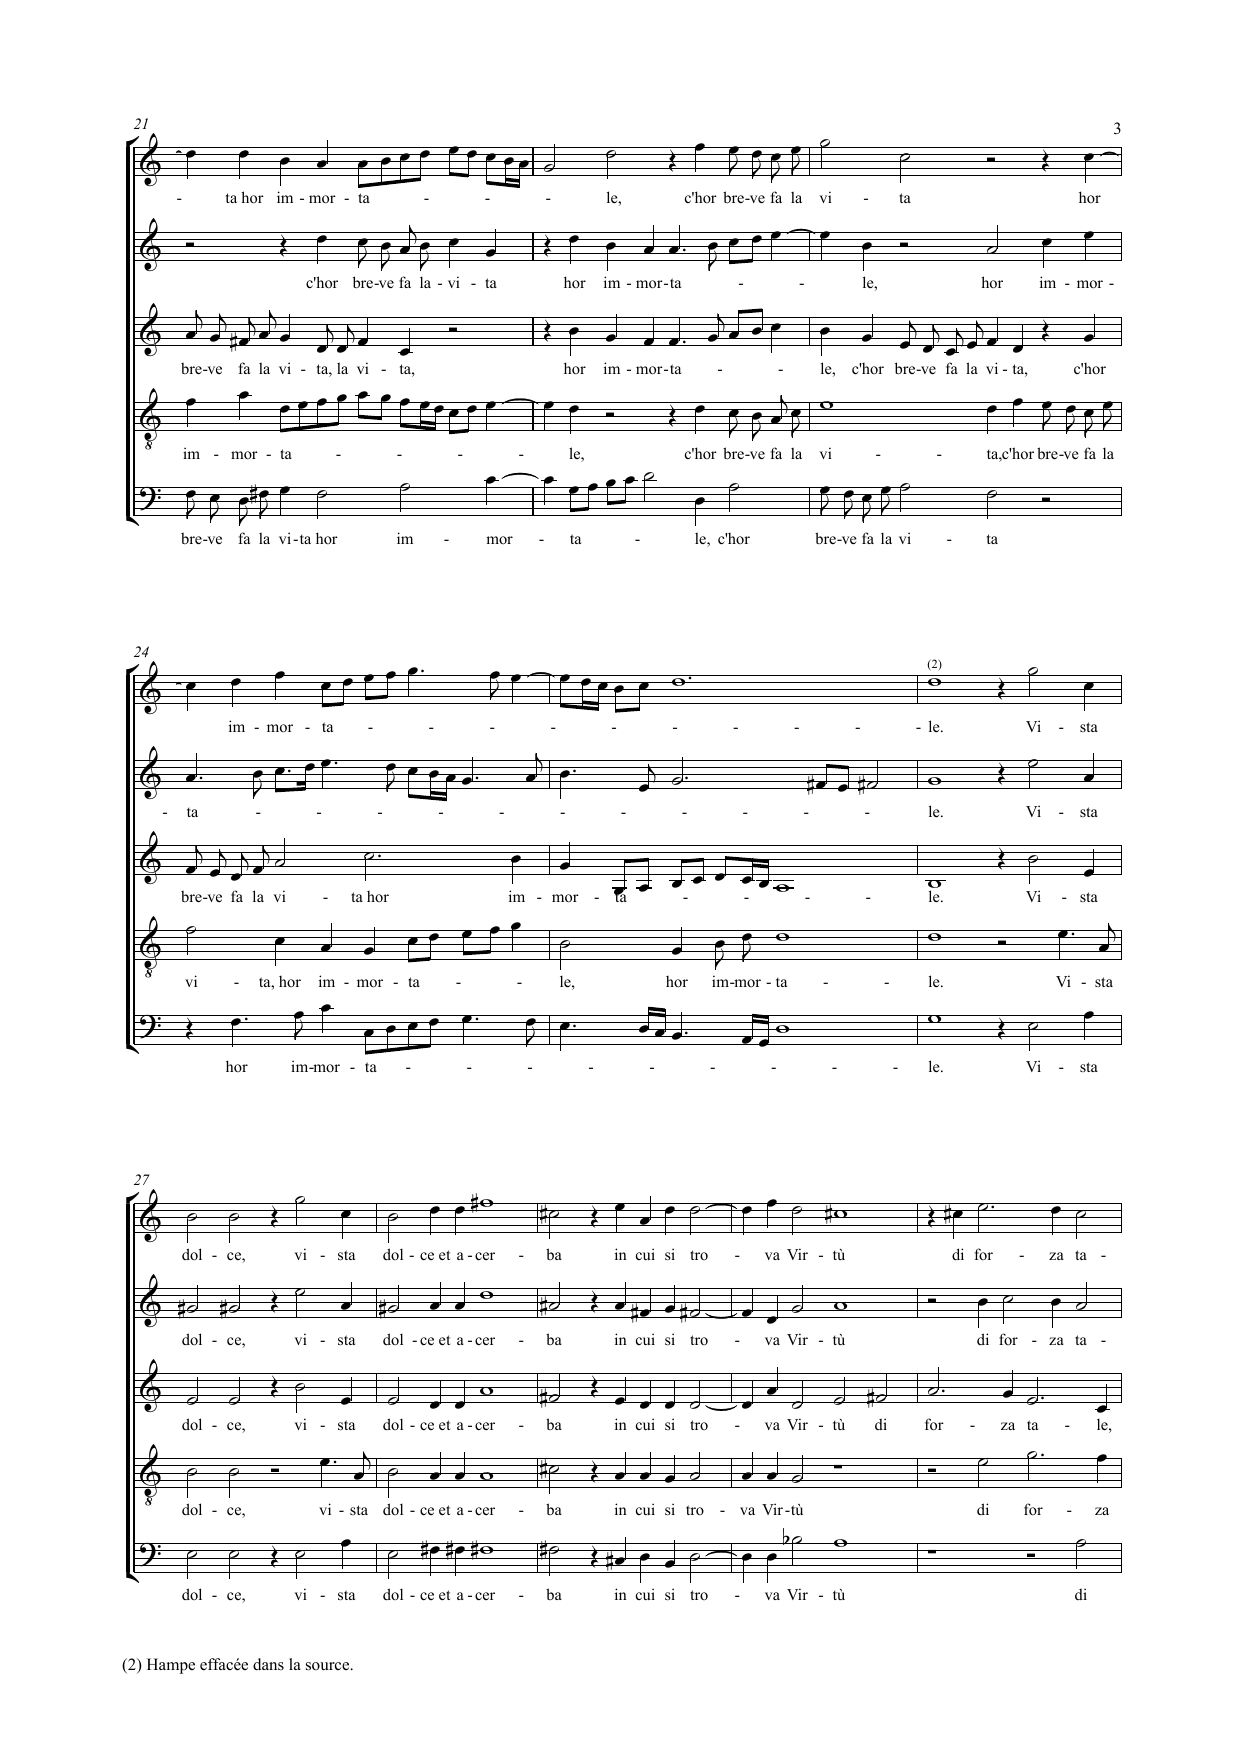 21
3
- ta hor im - mor - ta - - - le, c'hor bre-ve fa la vi - ta hor
c'hor bre-ve fa la - vi - ta hor im - mor-ta - - le, hor im - mor -
bre-ve fa la vi - ta, la vi - ta, hor im - mor-ta - - le, c'hor bre-ve fa la vi - ta, c'hor
im - mor - ta - - - - le, c'hor bre-ve fa la vi - - ta,c'hor bre-ve fa la
bre-ve fa la vi-ta hor im - mor - ta - le, c'hor bre-ve fa la vi - ta
24
(2)
im - mor - ta - - - - - - - - - - le. Vi - sta
- ta - - - - - - - - - - - le. Vi - sta
bre-ve fa la vi - ta hor im - mor - ta - - - - le. Vi - sta
vi - ta, hor im - mor - ta - - le, hor im-mor - ta - - le. Vi - sta
hor im-mor - ta - - - - - - - - - le. Vi - sta
27
dol - ce, vi - sta dol - ce et a - cer - ba in cui si tro - va Vir - tù di for - za ta -
dol - ce, vi - sta dol - ce et a - cer - ba in cui si tro - va Vir - tù di for - za ta -
dol - ce, vi - sta dol - ce et a - cer - ba in cui si tro - va Vir - tù di for - za ta - le,
dol - ce, vi - sta dol - ce et a - cer - ba in cui si tro - va Vir-tù di for - za
dol - ce, vi - sta dol - ce et a - cer - ba in cui si tro - va Vir - tù di
(2) Hampe effacée dans la source.